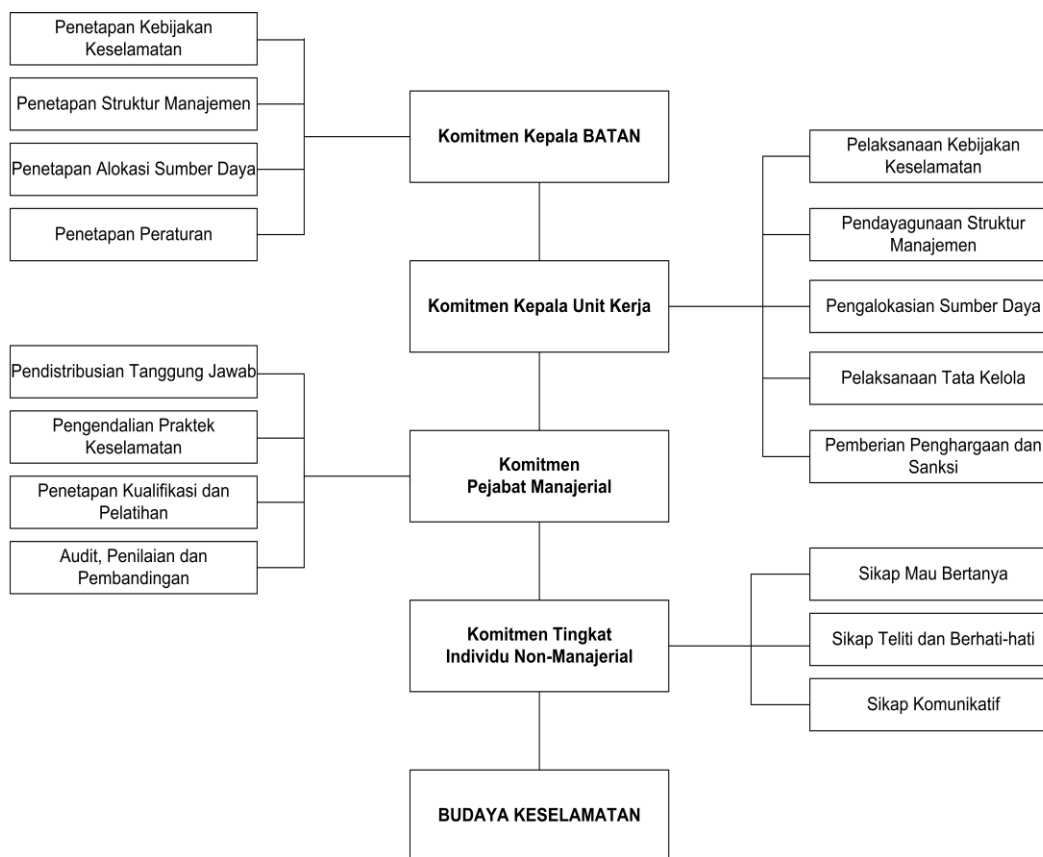 Penetapan Kebijakan
Keselamatan
Penetapan Struktur Manajemen
Penetapan Alokasi Sumber Daya
Penetapan Peraturan
Komitmen Kepala BATAN
Pelaksanaan Kebijakan
Keselamatan
Pendayagunaan Struktur
Manajemen
Pengalokasian Sumber Daya
Pelaksanaan Tata Kelola
Pemberian Penghargaan dan
Sanksi
Komitmen Kepala Unit Kerja
Pendistribusian Tanggung Jawab
Pengendalian Praktek
Keselamatan
Penetapan Kualifikasi dan
Pelatihan
Audit, Penilaian dan
Pembandingan
Komitmen
Pejabat Manajerial
Komitmen Tingkat
Individu Non-Manajerial
Sikap Mau Bertanya
Sikap Teliti dan Berhati-hati
Sikap Komunikatif
BUDAYA KESELAMATAN